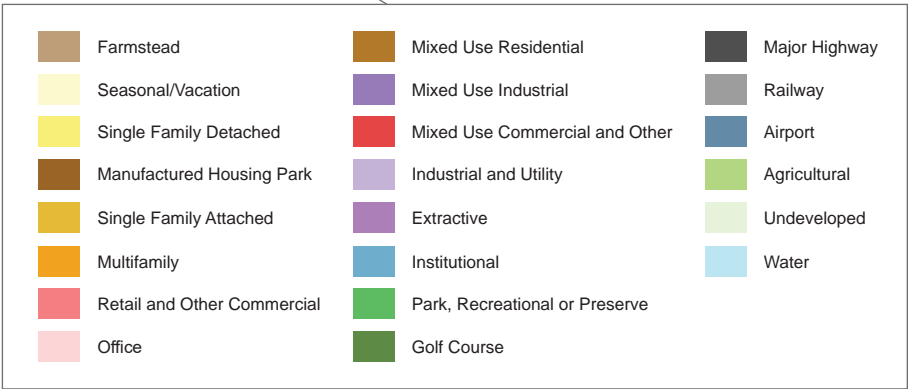 Farmstead
Seasonal/Vacation
Single Family Detached
Manufactured Housing Park
Single Family Attached
Multifamily
Retail and Other Commercial
Office
Mixed Use Residential
Mixed Use Industrial
Mixed Use Commercial and Other
Industrial and Utility
Extractive
Institutional
Park, Recreational or Preserve
Golf Course
Major Highway
Railway
Airport
Agricultural
Undeveloped
Water